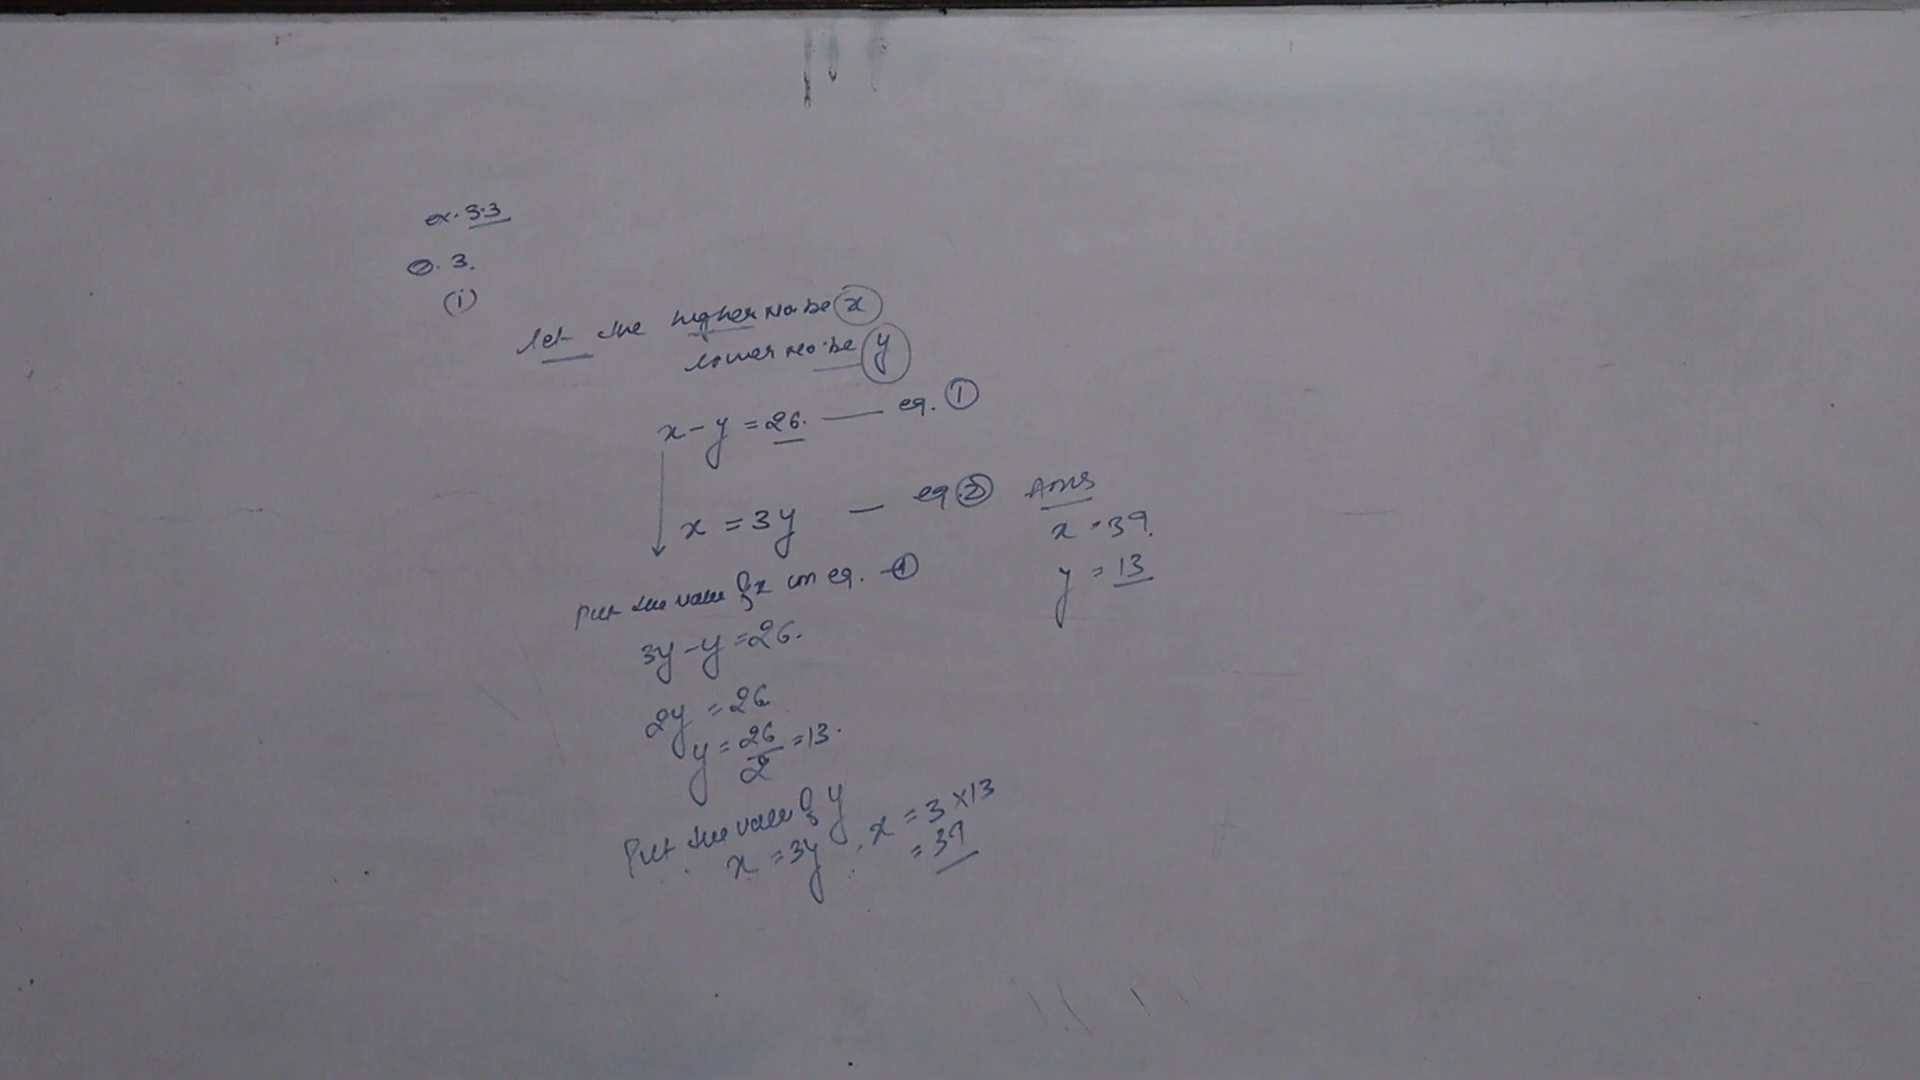 ex. 3.3
Q. 3.
(i)
let the higher no be x
lower no. be y
x - y = 26. — eq. 1
x = 3y — eq 2
Put the value of x in eq. - 1
3y - y = 26.
2y = 26
y = 26/2 = 13.
Put the value of y
x = 3y, x = 3 × 13
= 39
Ans
x = 39.
y = 13